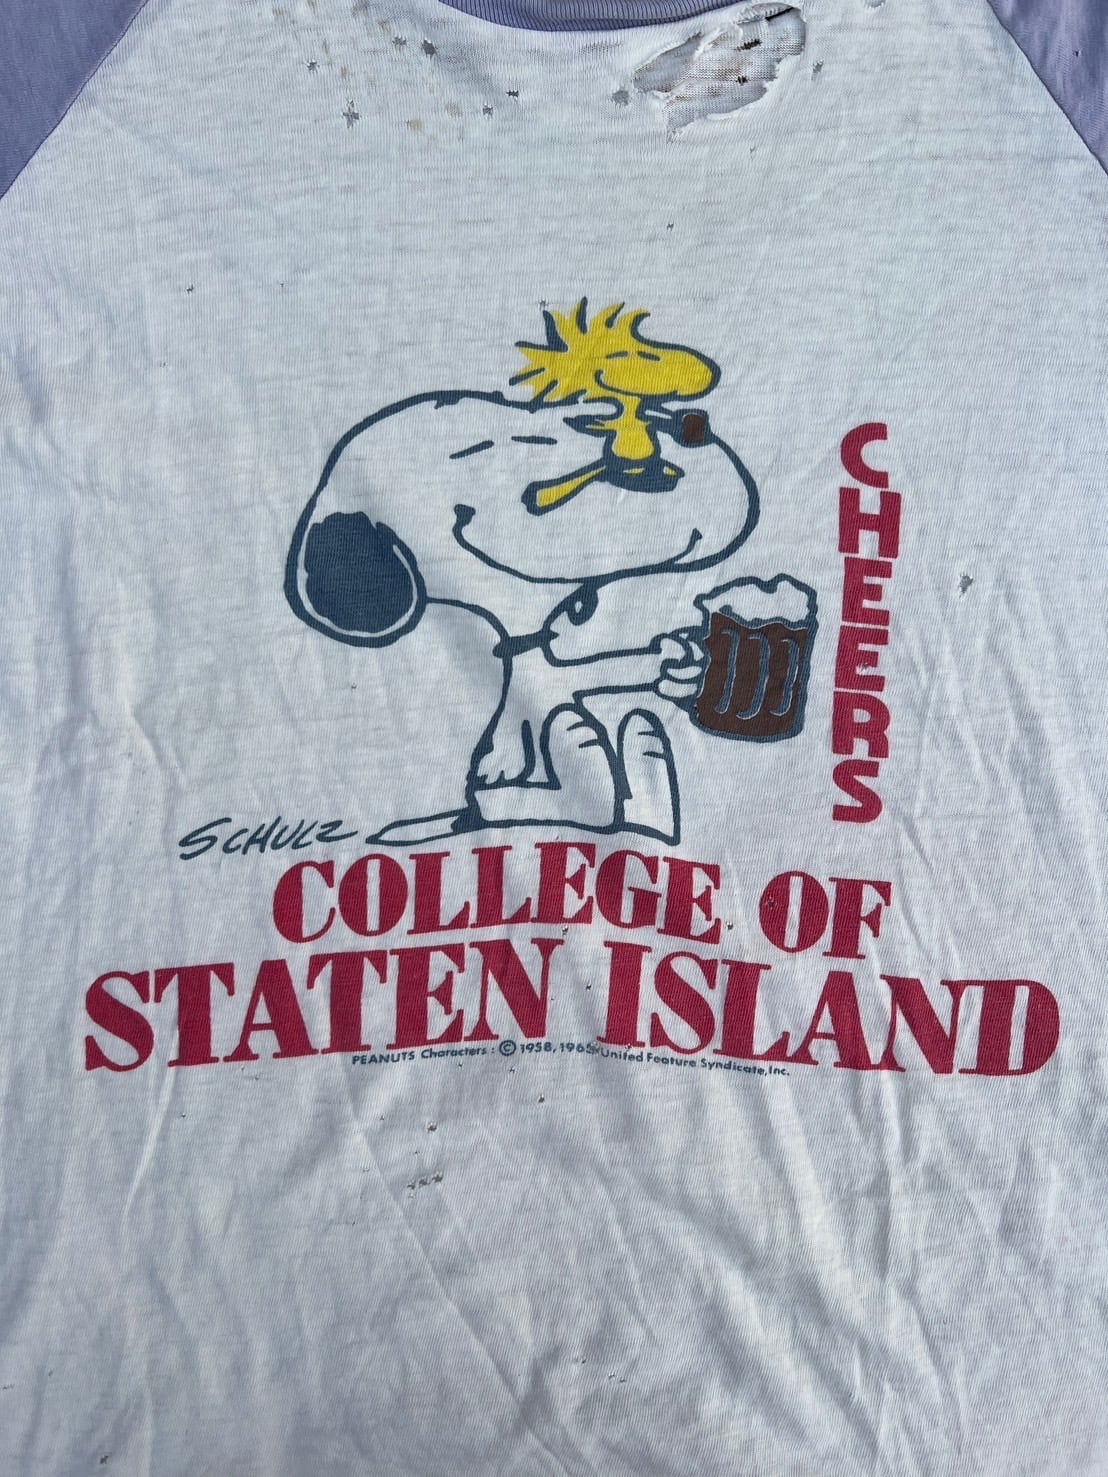 CHEERS
SCHULZ
COLLEGE OF
STATEN ISLAND
PEANUTS Characters: © 1958, 1965 United Feature Syndicate, Inc.